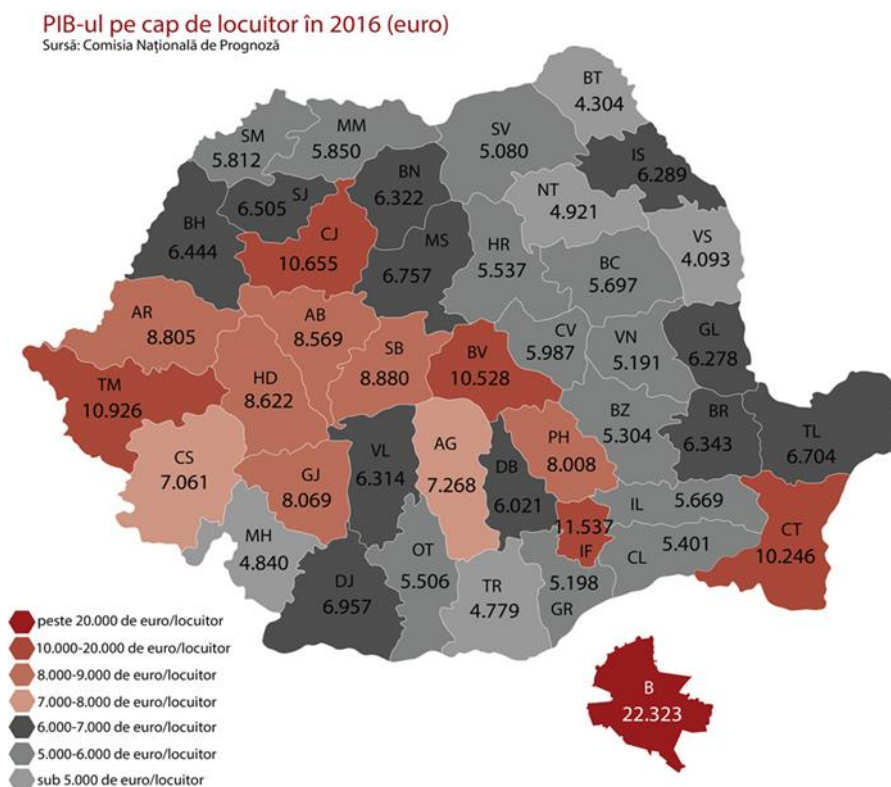 PIB-ul pe cap de locuitor în 2016 (euro)
Sursă: Comisia Națională de Prognoză
BT
4.304
SM
5.812
MM
5.850
SV
5.080
IS
6.289
BN
6.322
SJ
6.505
NT
4.921
BH
6.444
CJ
10.655
MS
6.757
HR
5.537
VS
4.093
BC
5.697
AR
8.805
AB
8.569
SB
8.880
BV
10.528
CV
5.987
VN
5.191
GL
6.278
TM
10.926
HD
8.622
BZ
5.304
BR
6.343
TL
6.704
CS
7.061
GJ
8.069
VL
6.314
AG
7.268
DB
6.021
PH
8.008
IL
5.669
11.537
IF
CT
10.246
MH
4.840
OT
5.506
CL
5.401
DJ
6.957
TR
4.779
5.198
GR
peste 20.000 de euro/locuitor
10.000-20.000 de euro/locuitor
8.000-9.000 de euro/locuitor
7.000-8.000 de euro/locuitor
6.000-7.000 de euro/locuitor
5.000-6.000 de euro/locuitor
sub 5.000 de euro/locuitor
B
22.323